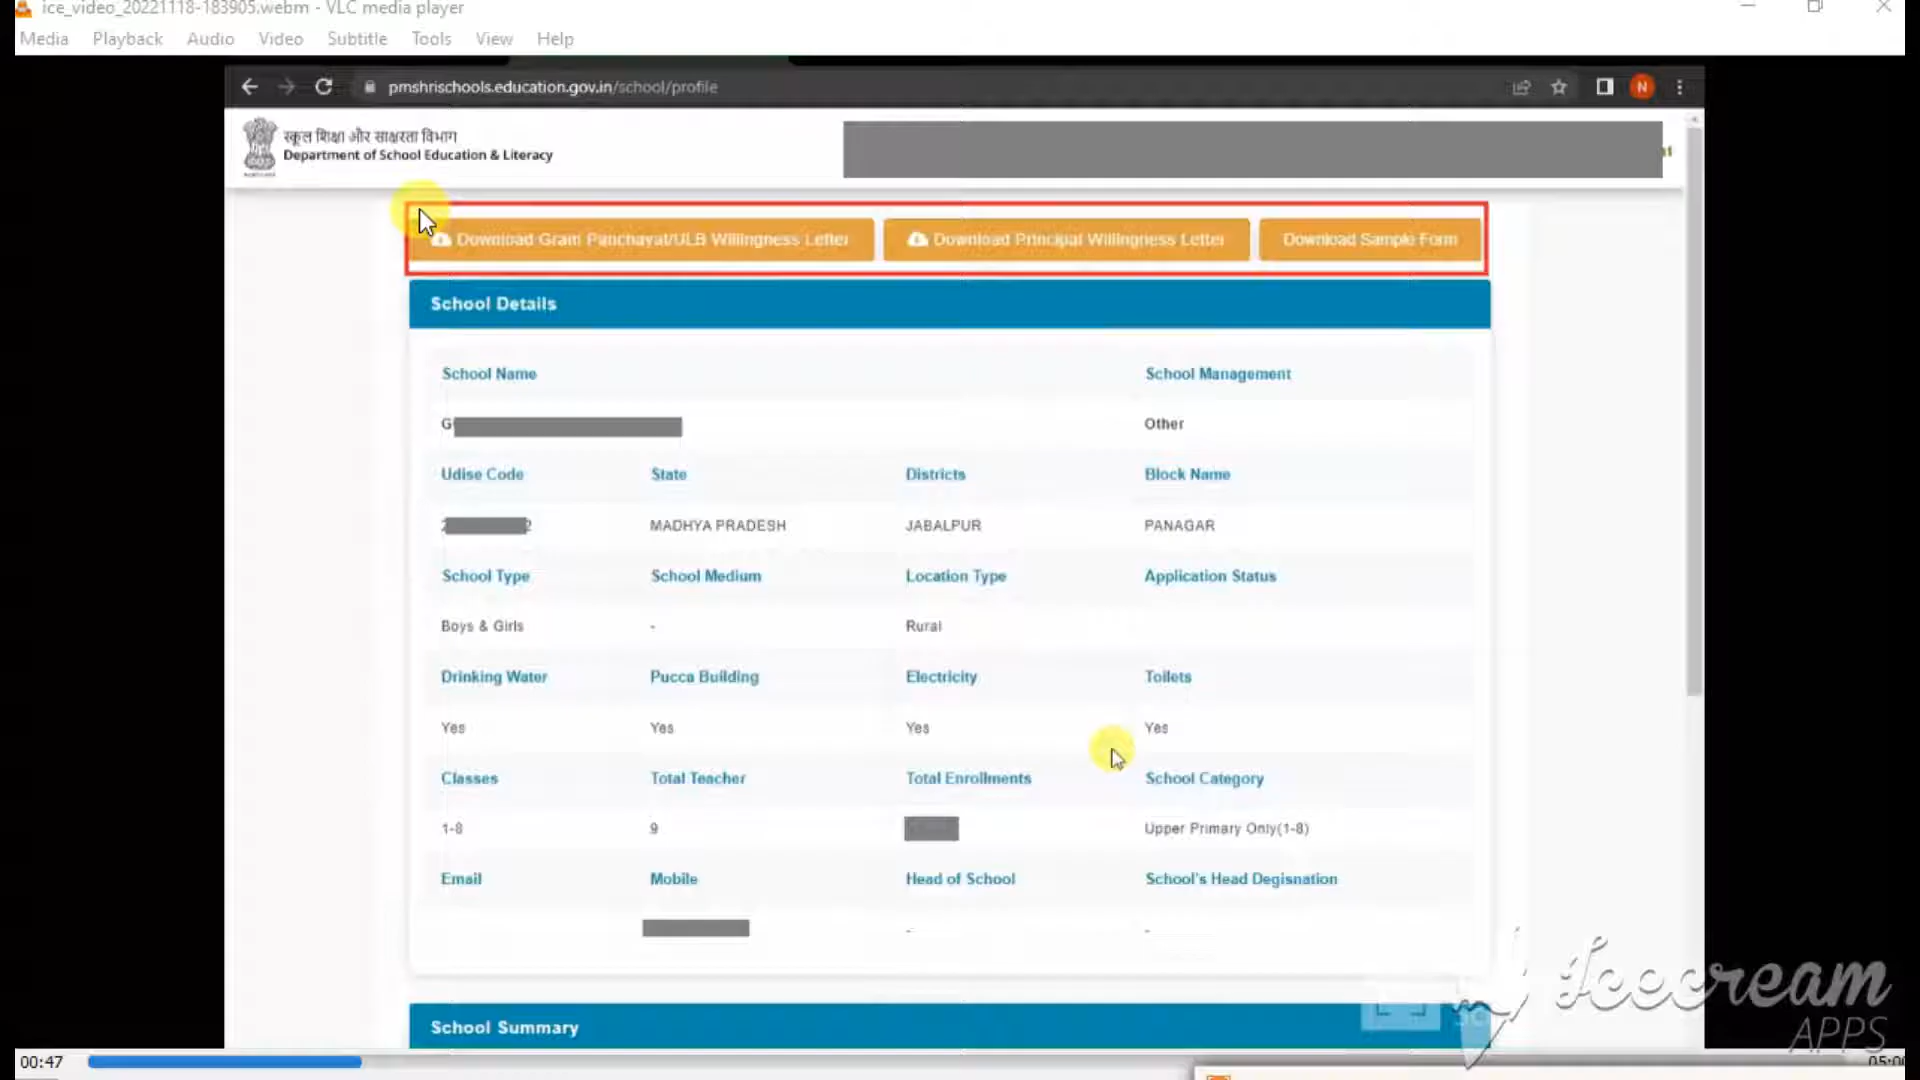 ice_video_20221118-183905.webm - VLC media player
Media Playback Audio Video Subtitle Tools View Help
pmshrischools.education.gov.in/school/profile
N
स्कूल शिक्षा और साक्षरता विभाग
Department of School Education & Literacy
Download Gram Panchayat/ULB Willingness Letter
Download Principal Willingness Letter
Download Sample Form
School Details
School Name School Management
G Other
Udise Code State Districts Block Name
2 2 MADHYA PRADESH JABALPUR PANAGAR
School Type School Medium Location Type Application Status
Boys & Girls - Rural
Drinking Water Pucca Building Electricity Toilets
Yes Yes Yes Yes
Classes Total Teacher Total Enrollments School Category
1-8 9 Upper Primary Only(1-8)
Email Mobile Head of School School's Head Degisnation
- -
School Summary
Icecream
APPS
00:47 05:00